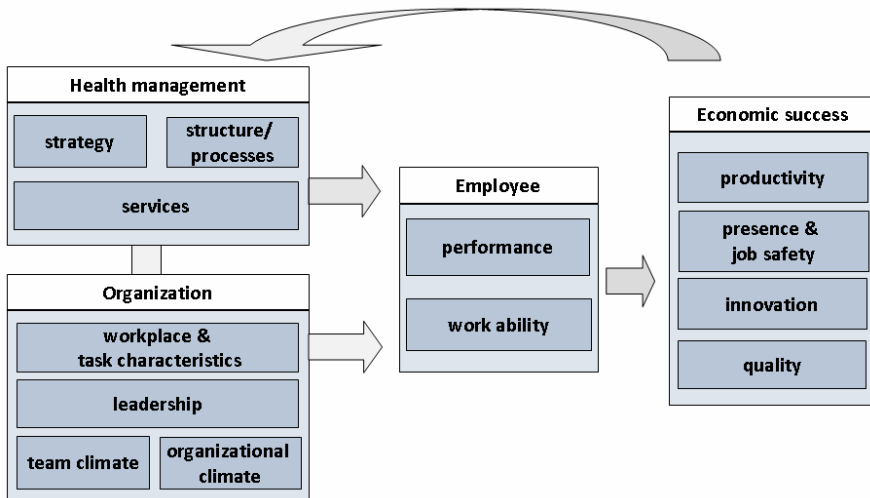 Health management
strategy
structure/
processes
services
Organization
workplace &
task characteristics
leadership
team climate
organizational
climate
Employee
performance
work ability
Economic success
productivity
presence &
job safety
innovation
quality